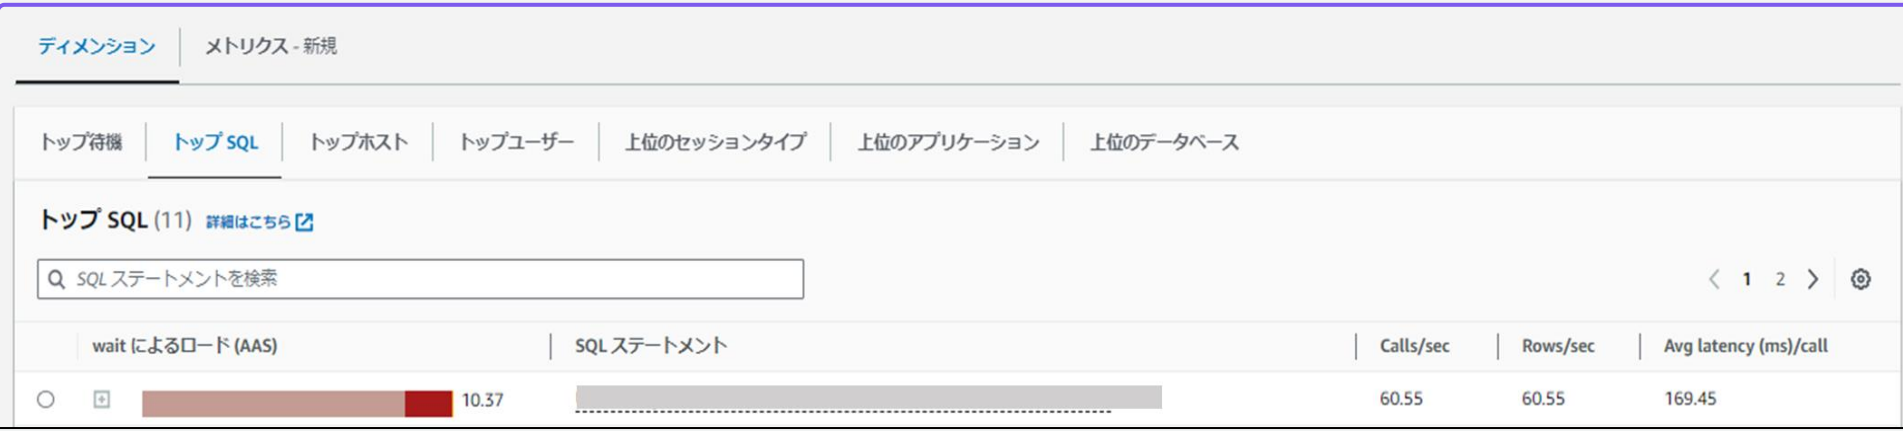 ディメンション メトリクス - 新規
トップ待機 トップ SQL トップホスト トップユーザー 上位のセッションタイプ 上位のアプリケーション 上位のデータベース
トップ SQL (11) 詳細はこちら
SQL ステートメントを検索
1 2
wait によるロード (AAS) SQL ステートメント Calls/sec Rows/sec Avg latency (ms)/call
10.37 60.55 60.55 169.45